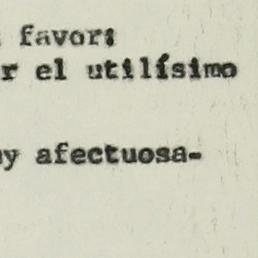 favor:
r el utilísimo
y afectuosa-